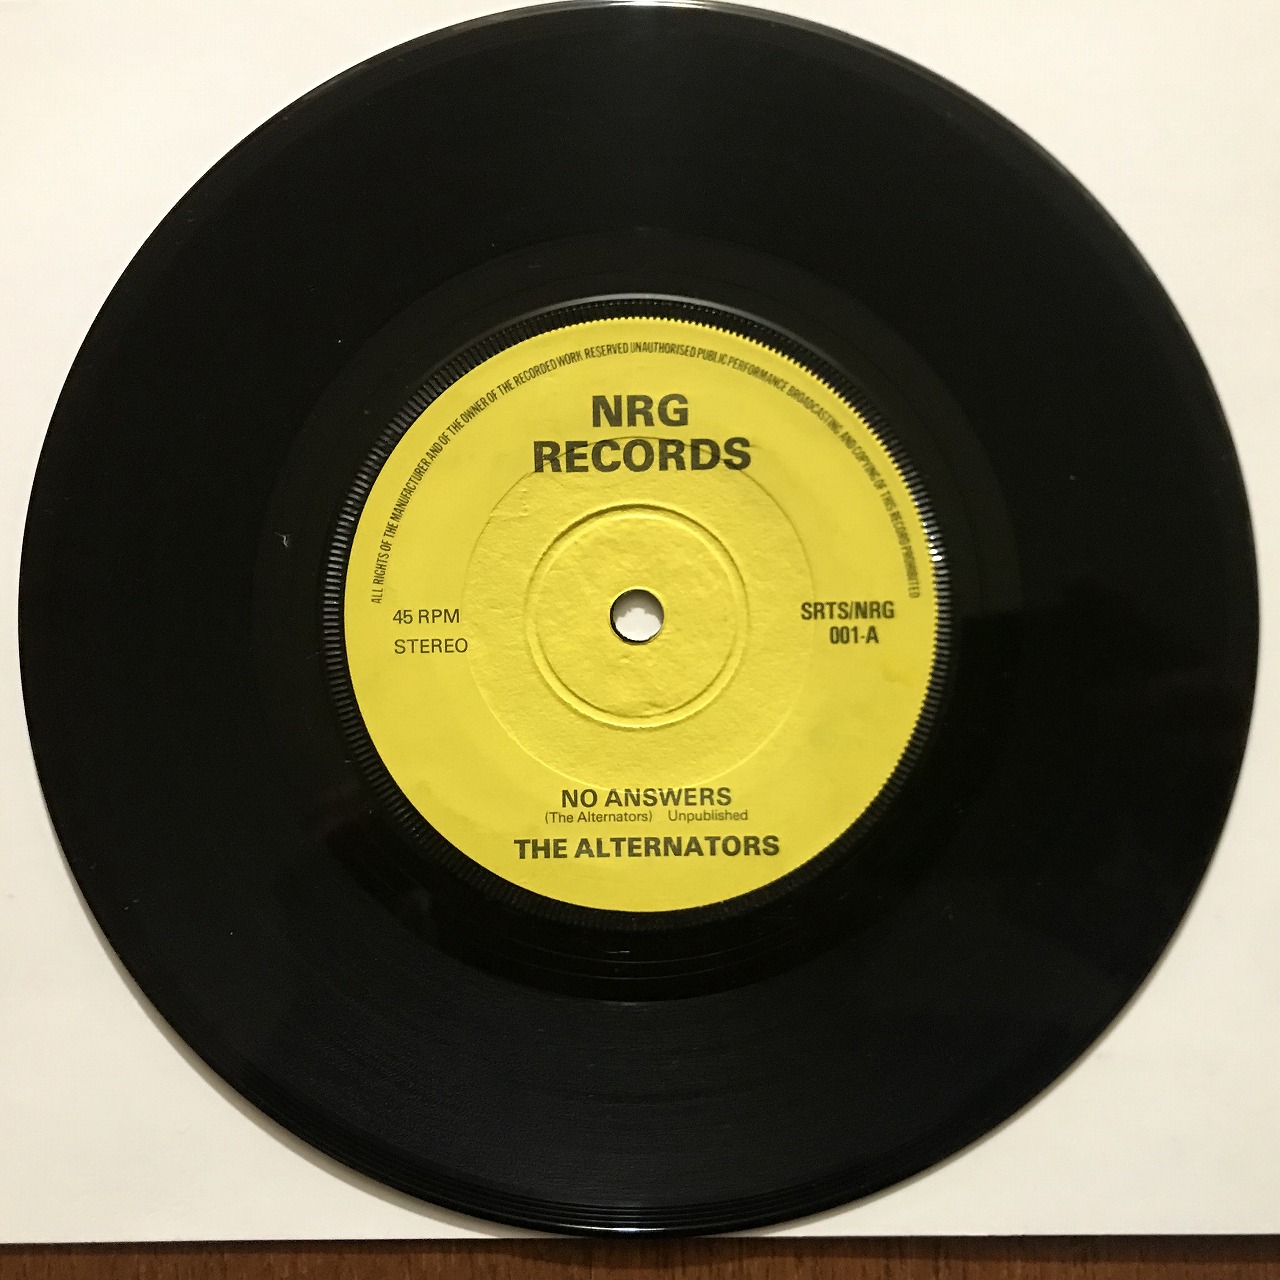 ALL RIGHTS OF THE MANUFACTURER AND OF THE OWNER OF THE RECORDED WORK RESERVED UNAUTHORISED PUBLIC PERFORMANCE BROADCASTING AND COPYING OF THIS RECORD PROHIBITED
NRG
RECORDS
45 RPM
STEREO
SRTS/NRG
001-A
NO ANSWERS
(The Alternators) Unpublished
THE ALTERNATORS